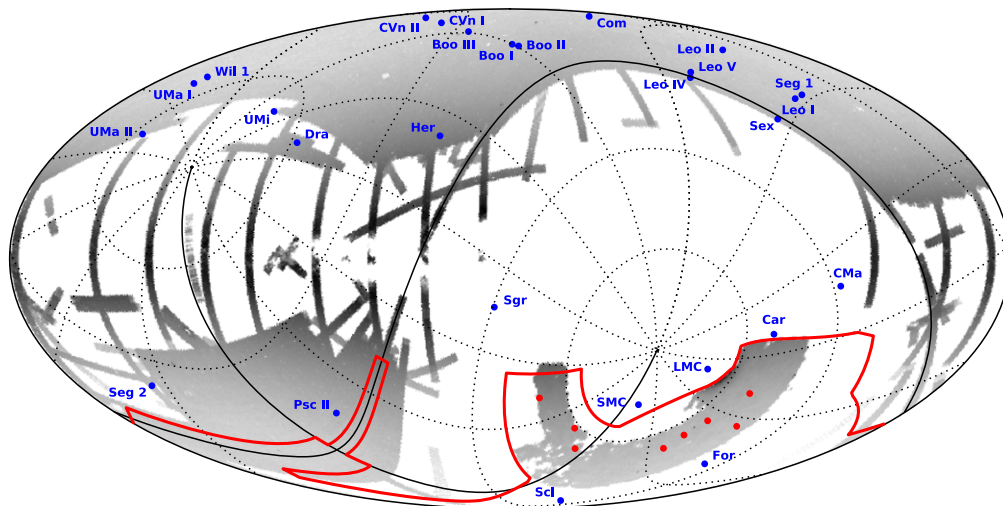 CVn II
CVn I
Com
Boo III
Boo I
Boo II
Leo II
Wil 1
UMa I
Leo V
Leo IV
Seg 1
Leo I
UMa II
UMi
Dra
Her
Sex
CMa
Sgr
Car
LMC
Seg 2
Psc II
SMC
For
Scl